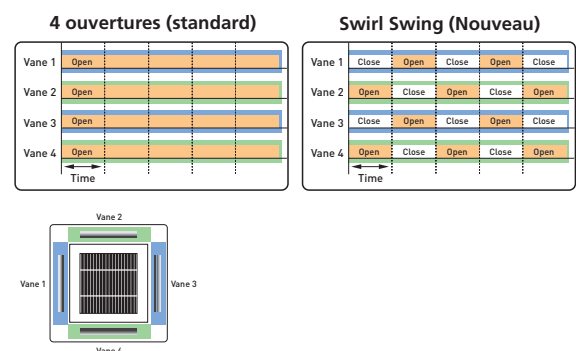 4 ouvertures (standard)
Vane 1 Open
Vane 2 Open
Vane 3 Open
Vane 4 Open
Time
Swirl Swing (Nouveau)
Vane 1 Close Open Close Open Close
Vane 2 Open Close Open Close Open
Vane 3 Close Open Close Open Close
Vane 4 Open Close Open Close Open
Time
Vane 2
Vane 1 Vane 3
Vane 4